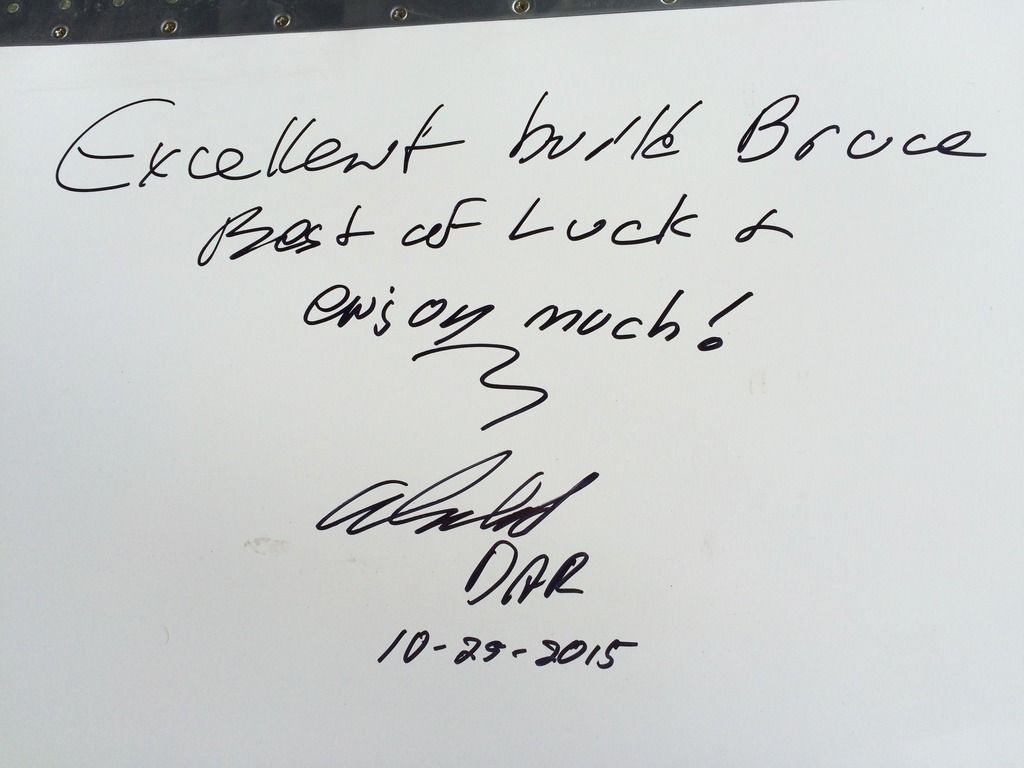 Excellent build Bruce
Best of Luck &
enjoy much!
DAR
10-29-2015